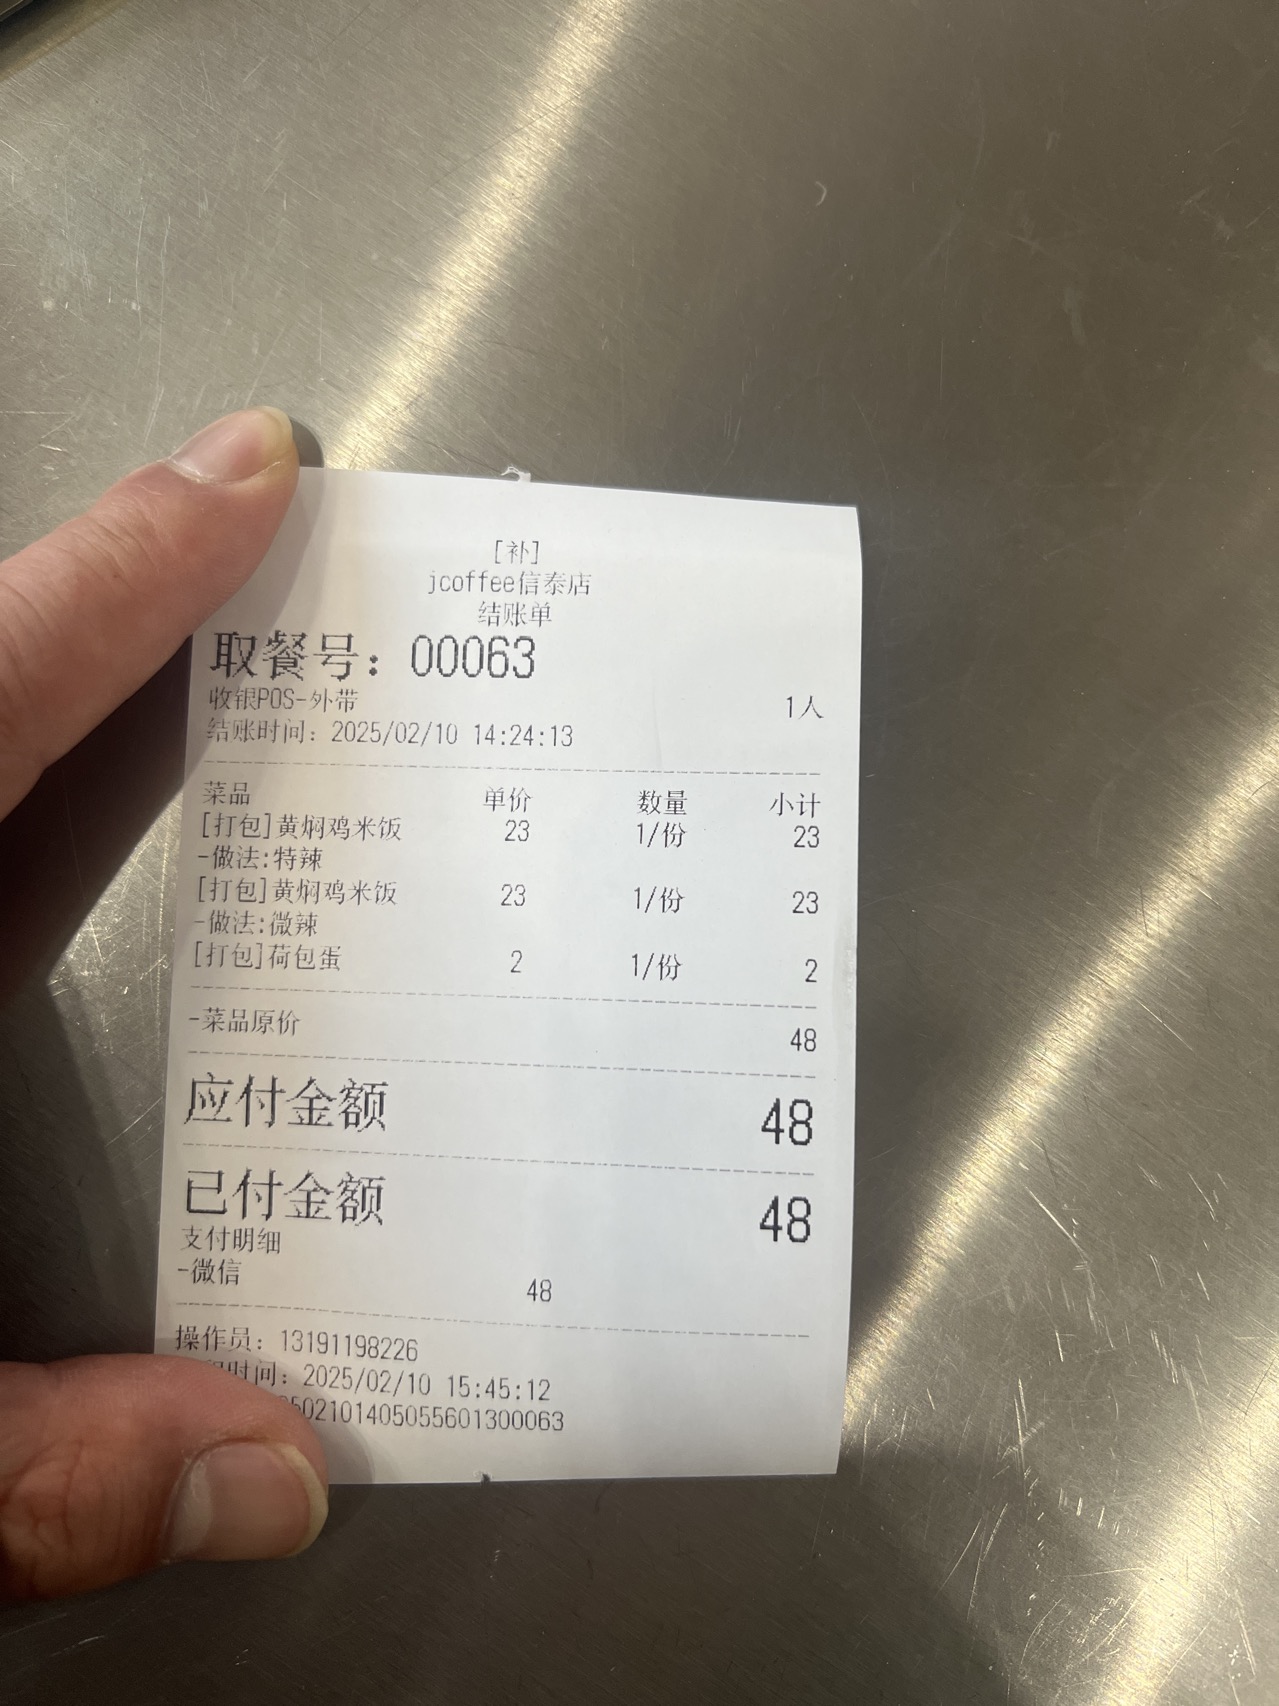 [补]
jcoffee信泰店
结账单
取餐号：00063
收银POS-外带 1人
结账时间：2025/02/10 14:24:13
菜品 单价 数量 小计
[打包]黄焖鸡米饭 23 1/份 23
-做法:特辣
[打包]黄焖鸡米饭 23 1/份 23
-做法:微辣
[打包]荷包蛋 2 1/份 2
-菜品原价 48
应付金额 48
已付金额 48
支付明细
-微信 48
操作员：13191198226
时间：2025/02/10 15:45:12
502101405055601300063